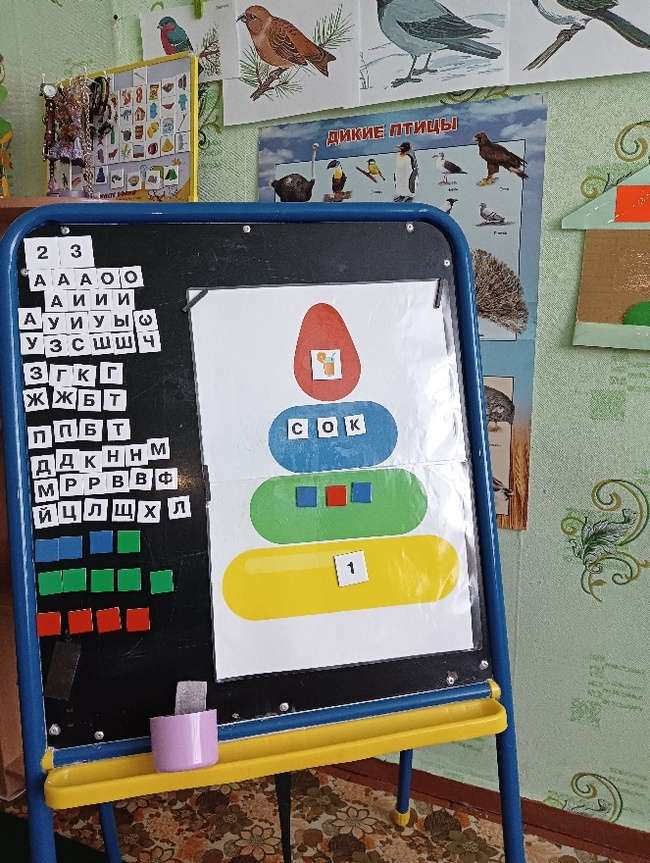 ДИКИЕ ПТИЦЫ
2 3
А А А О О
А И И И
А У И У Ы
У З С Ш Ш Ч
З Г К Г
Ж Ж Б Т
П П Б Т
Д Д К Н Н М
М Р Р В В Ф
Й Ц Л Щ Х Л
С О К
1